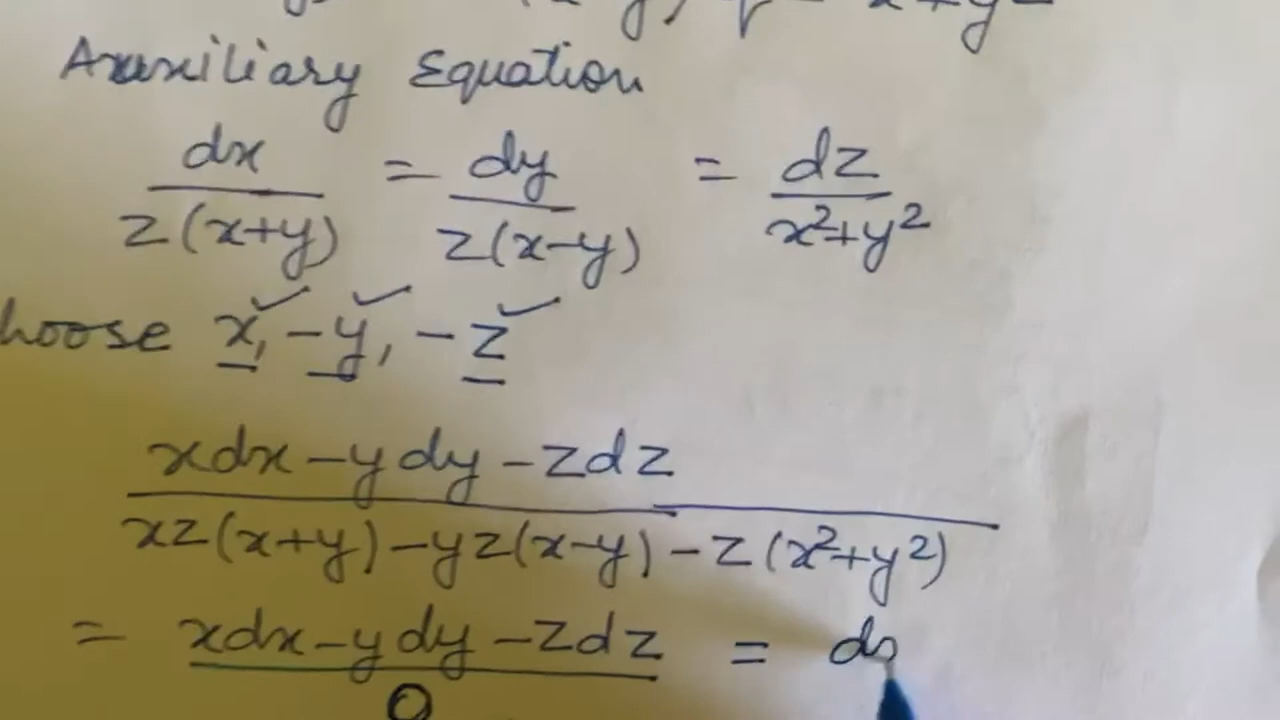 Auxiliary Equation
dx/z(x+y) = dy/z(x-y) = dz/x²+y²
hoose x, -y, -z
xdx-ydy-zdz/xz(x+y)-yz(x-y)-z(x²+y²)
= xdx-ydy-zdz/0 = d